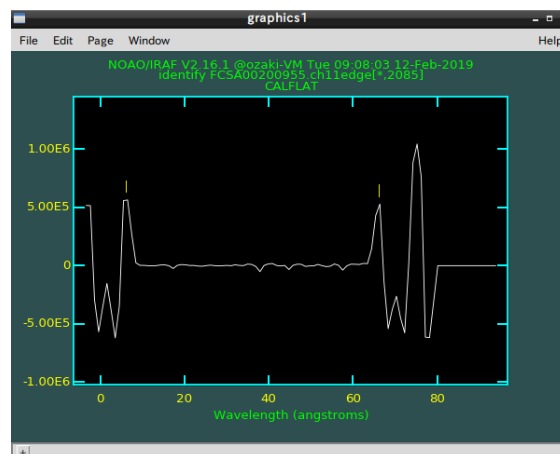 graphics1
File Edit Page Window Help
NOAO/IRAF V2.16.1 @ozaki-VM Tue 09:08:03 12-Feb-2019
identify FCSA00200955.ch11edge[*,2085]
CALFLAT
1.00E6
5.00E5
0
-5.00E5
-1.00E6
0 20 40 60 80
Wavelength (angstroms)